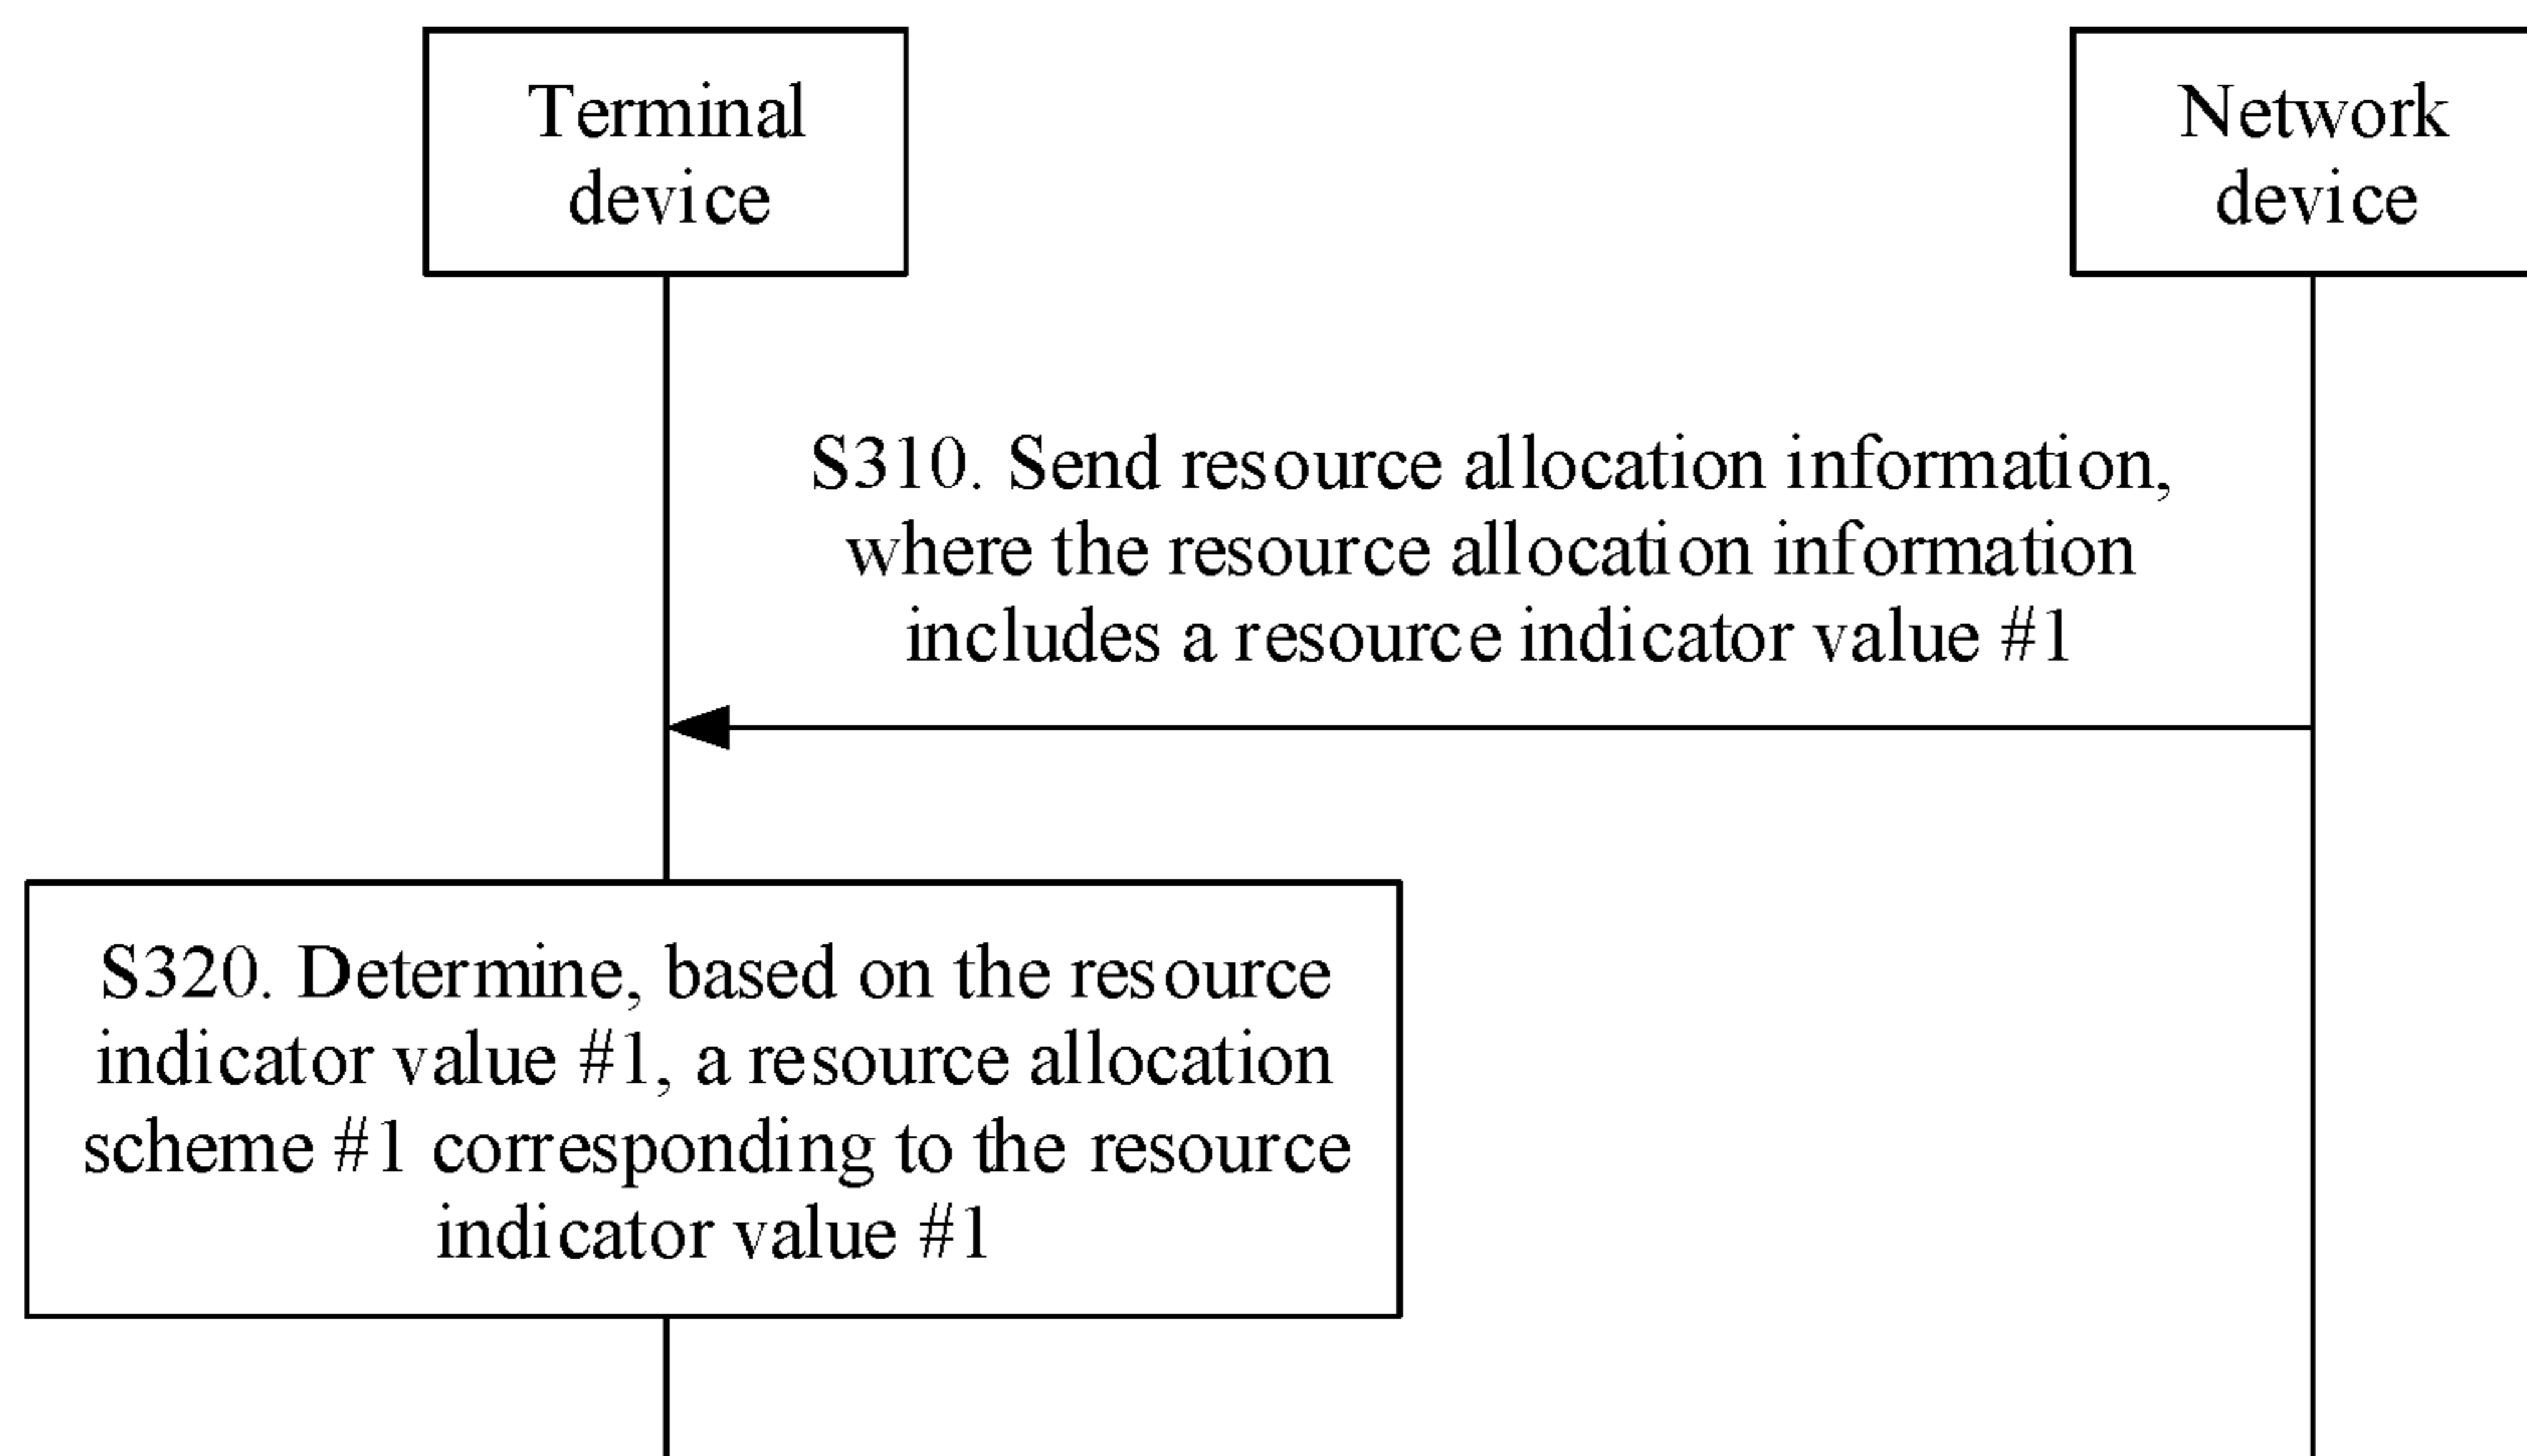 Terminal
device
Network
device
S310. Send resource allocation information,
where the resource allocation information
includes a resource indicator value #1
S320. Determine, based on the resource
indicator value #1, a resource allocation
scheme #1 corresponding to the resource
indicator value #1